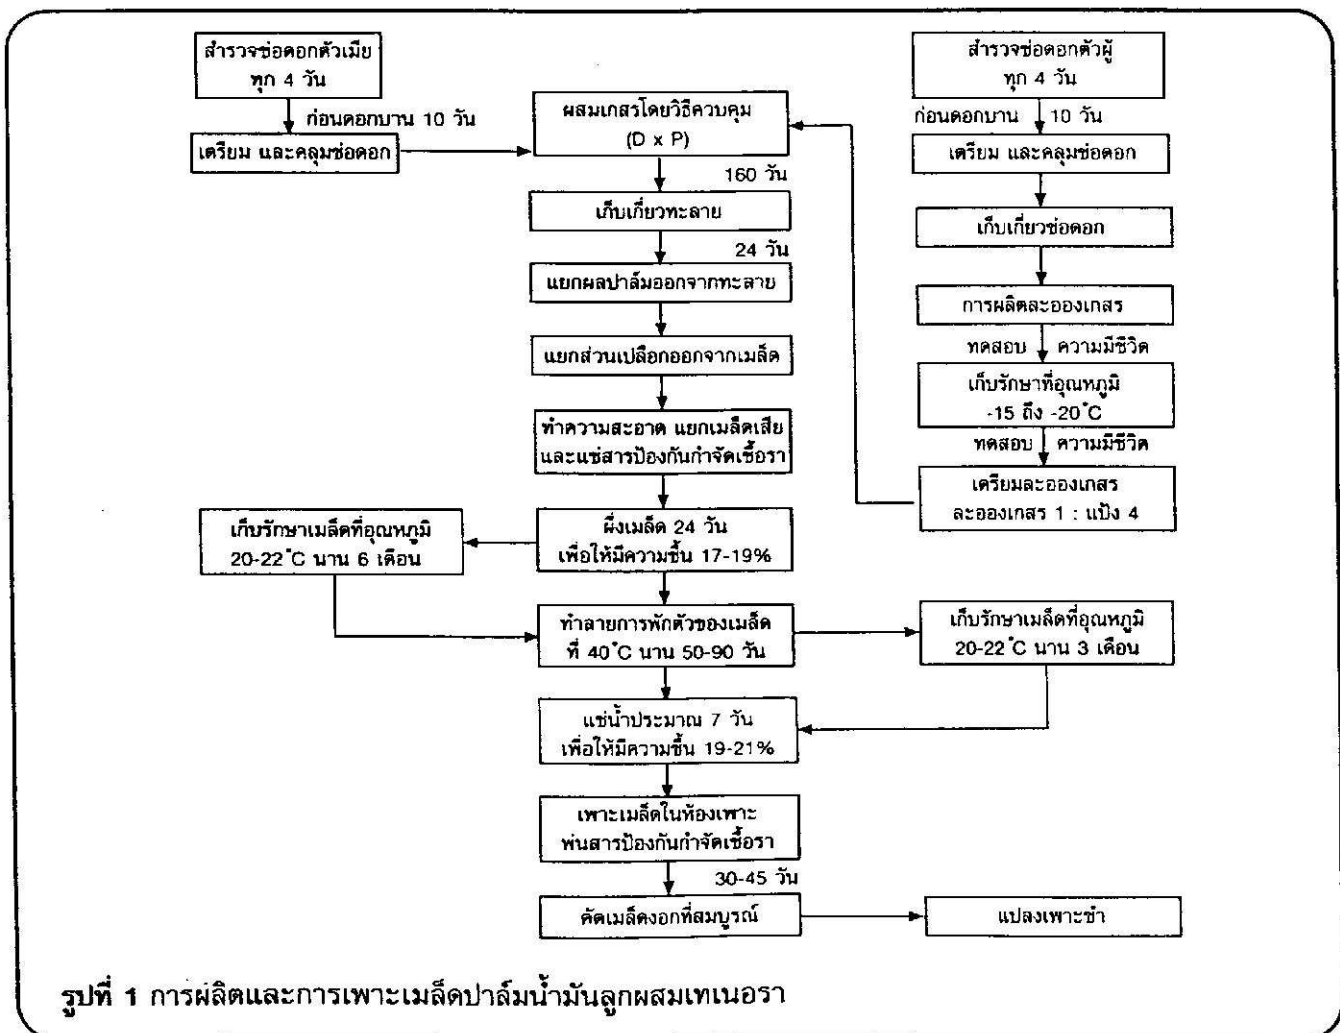 สำรวจช่อดอกตัวเมีย
ทุก 4 วัน
ก่อนดอกบาน 10 วัน
เตรียม และคลุมช่อดอก
ผสมเกสรโดยวิธีควบคุม
(D x P)
160 วัน
เก็บเกี่ยวทะลาย
24 วัน
แยกผลปาล์มออกจากทะลาย
แยกส่วนเปลือกออกจากเมล็ด
ทำความสะอาด แยกเมล็ดเสีย
และแช่สารป้องกันกำจัดเชื้อรา
สำรวจช่อดอกตัวผู้
ทุก 4 วัน
ก่อนดอกบาน 10 วัน
เตรียม และคลุมช่อดอก
เก็บเกี่ยวช่อดอก
การผลิตละอองเกสร
ทดสอบ ความมีชีวิต
เก็บรักษาที่อุณหภูมิ
-15 ถึง -20°C
ทดสอบ ความมีชีวิต
เตรียมละอองเกสร
ละอองเกสร 1 : แป้ง 4
ผึ่งเมล็ด 24 วัน
เพื่อให้มีความชื้น 17-19%
เก็บรักษาเมล็ดที่อุณหภูมิ
20-22°C นาน 6 เดือน
ทำลายการพักตัวของเมล็ด
ที่ 40°C นาน 50-90 วัน
เก็บรักษาเมล็ดที่อุณหภูมิ
20-22°C นาน 3 เดือน
แช่น้ำประมาณ 7 วัน
เพื่อให้มีความชื้น 19-21%
เพาะเมล็ดในห้องเพาะ
พ่นสารป้องกันกำจัดเชื้อรา
30-45 วัน
คัดเมล็ดงอกที่สมบูรณ์
แปลงเพาะชำ
รูปที่ 1 การผลิตและการเพาะเมล็ดปาล์มน้ำมันลูกผสมเทเนอรา